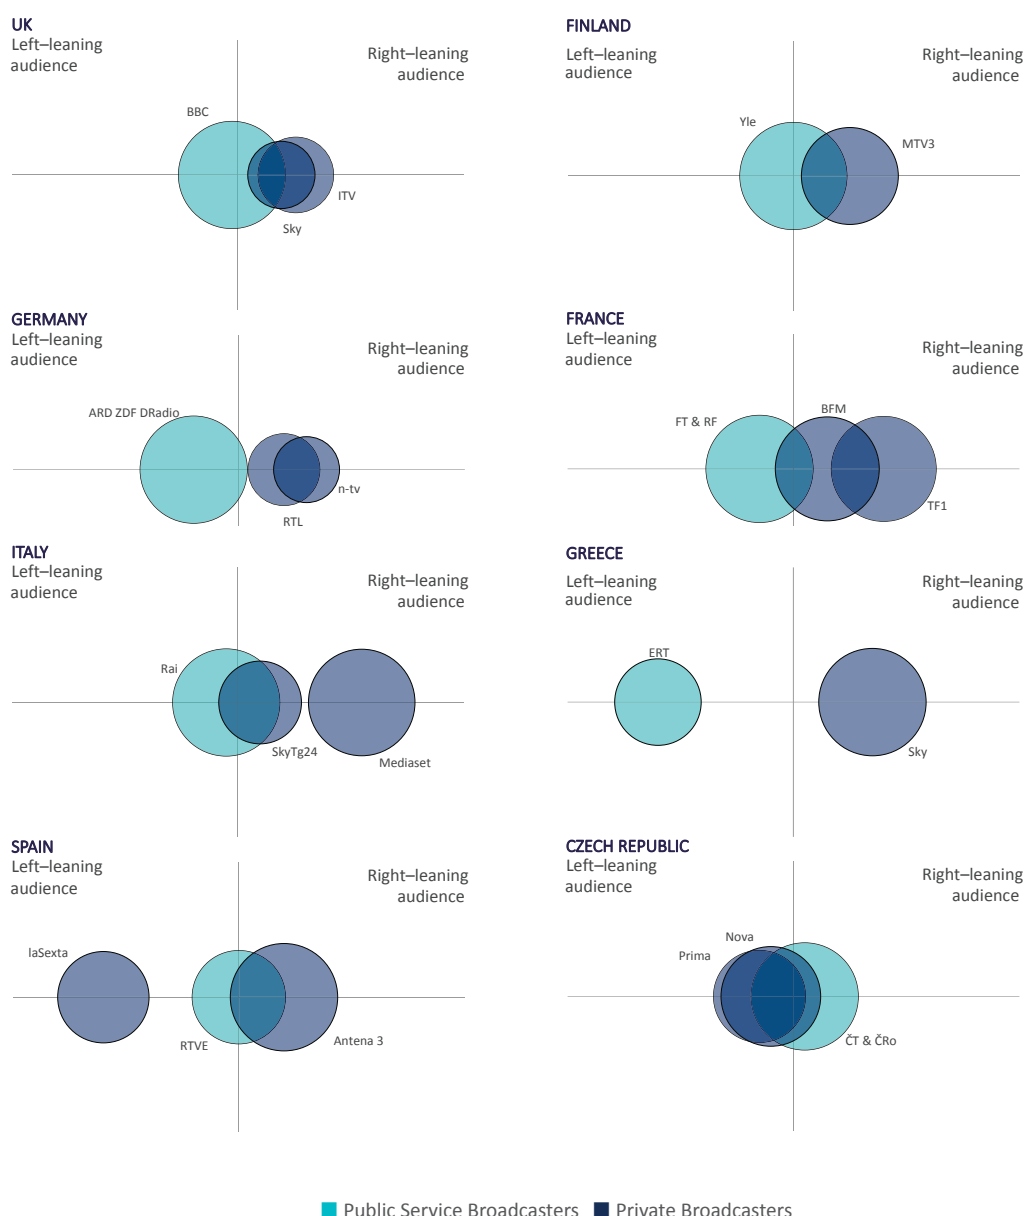 UK
Left–leaning
audience
Right–leaning
audience
BBC
ITV
Sky
FINLAND
Left–leaning
audience
Right–leaning
audience
Yle
MTV3
GERMANY
Left–leaning
audience
Right–leaning
audience
ARD ZDF DRadio
n-tv
RTL
FRANCE
Left–leaning
audience
Right–leaning
audience
BFM
FT & RF
TF1
ITALY
Left–leaning
audience
Right–leaning
audience
Rai
SkyTg24
Mediaset
GREECE
Left–leaning
audience
Right–leaning
audience
ERT
Sky
SPAIN
Left–leaning
audience
Right–leaning
audience
laSexta
RTVE
Antena 3
CZECH REPUBLIC
Left–leaning
audience
Right–leaning
audience
Nova
Prima
ČT & ČRo
Public Service Broadcasters Private Broadcasters